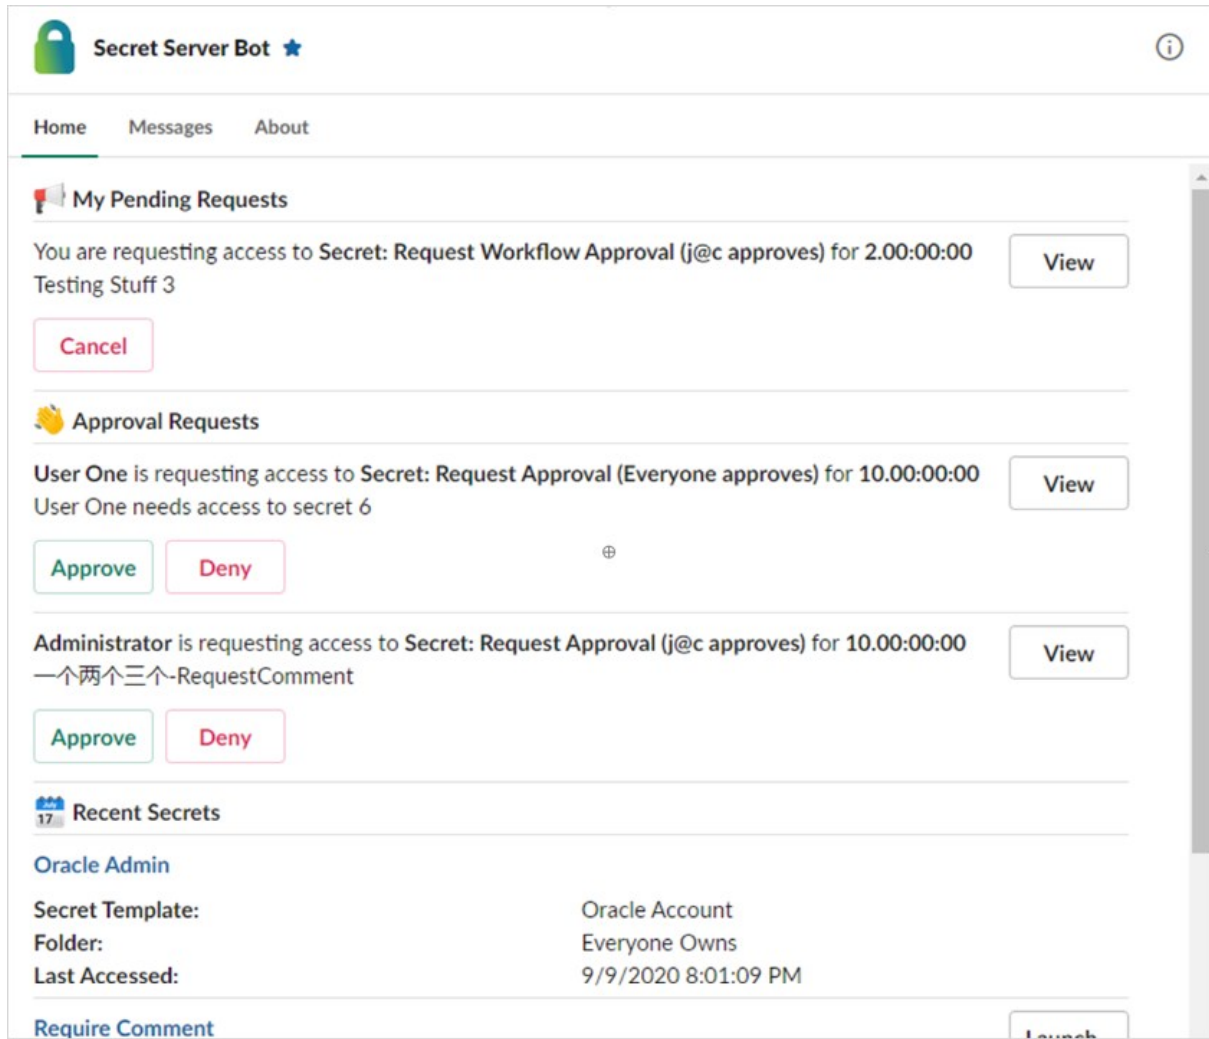 Secret Server Bot
Home Messages About
My Pending Requests
You are requesting access to Secret: Request Workflow Approval (j@c approves) for 2.00:00:00
View
Testing Stuff 3
Cancel
Approval Requests
User One is requesting access to Secret: Request Approval (Everyone approves) for 10.00:00:00
View
User One needs access to secret 6
Approve Deny
Administrator is requesting access to Secret: Request Approval (j@c approves) for 10.00:00:00
View
一个两个三个-RequestComment
Approve Deny
17
Recent Secrets
Oracle Admin
Secret Template: Oracle Account
Folder: Everyone Owns
Last Accessed: 9/9/2020 8:01:09 PM
Require Comment